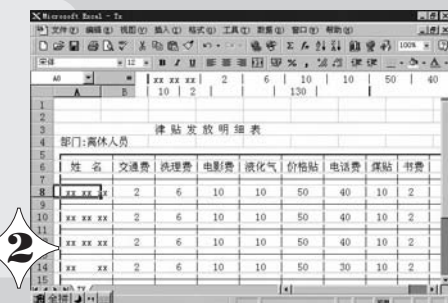 Microsoft Excel - Tx
文件(F) 编辑(E) 视图(V) 插入(I) 格式(O) 工具(T) 数据(D) 窗口(W) 帮助(H)
宋体 12 B I U
100%
A8 = xx xx xx | 2 | 6 | 10 | 10 | 50 | 40
10 | 2 | | 130 |
A B
1
2
3 津贴发放明细表
4 部门:离休人员
5
6 姓 名 交通费 洗理费 电影费 液化气 价格贴 电话费 煤贴 书费
7
8 xx xx xx 2 6 10 10 50 40 10 2
9
10 xx xx xx 2 6 10 10 50 40 10 2
11
xx xx xx 2 6 10 10 50 40 10 2
14 xx xx 2 6 10 10 50 30 10 2
15
2
全拼